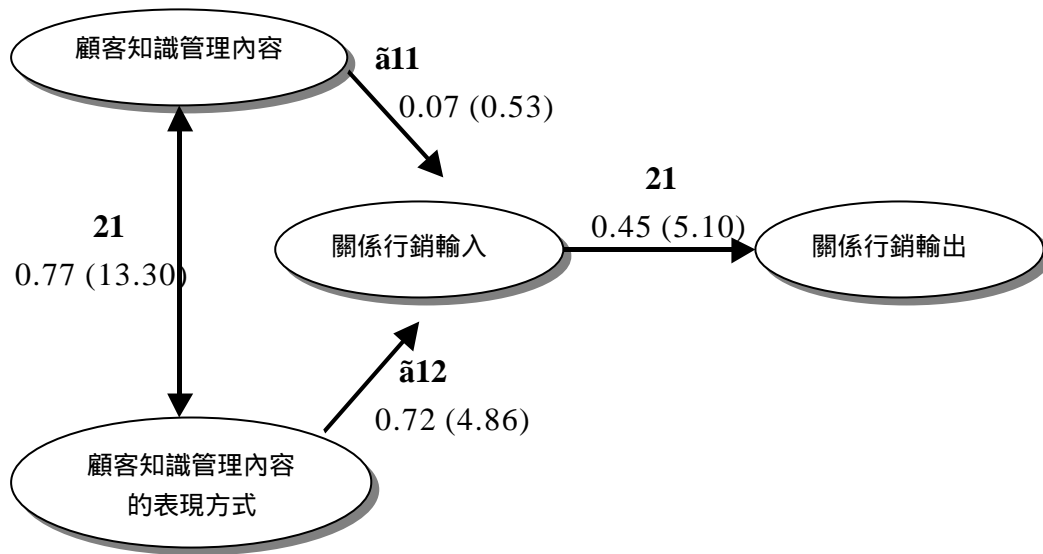 顧客知識管理內容
ã11
0.07 (0.53)
21
0.77 (13.30)
關係行銷輸入
21
0.45 (5.10)
關係行銷輸出
ã12
0.72 (4.86)
顧客知識管理內容
的表現方式